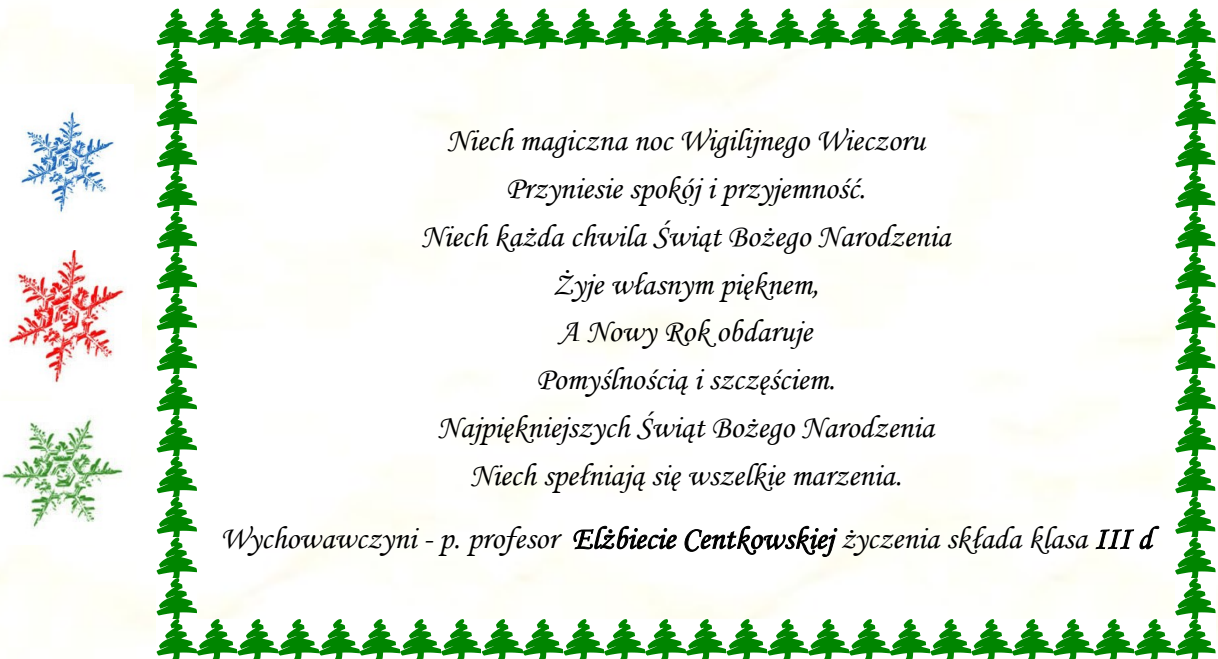 Niech magiczna noc Wigilijnego Wieczoru
Przyniesie spokój i przyjemność.
Niech każda chwila Świąt Bożego Narodzenia
Żyje własnym pięknem,
A Nowy Rok obdaruje
Pomyślnością i szczęściem.
Najpiękniejszych Świąt Bożego Narodzenia
Niech spełniają się wszelkie marzenia.
Wychowawczyni - p. profesor Elżbiecie Centkowskiej życzenia składa klasa III d